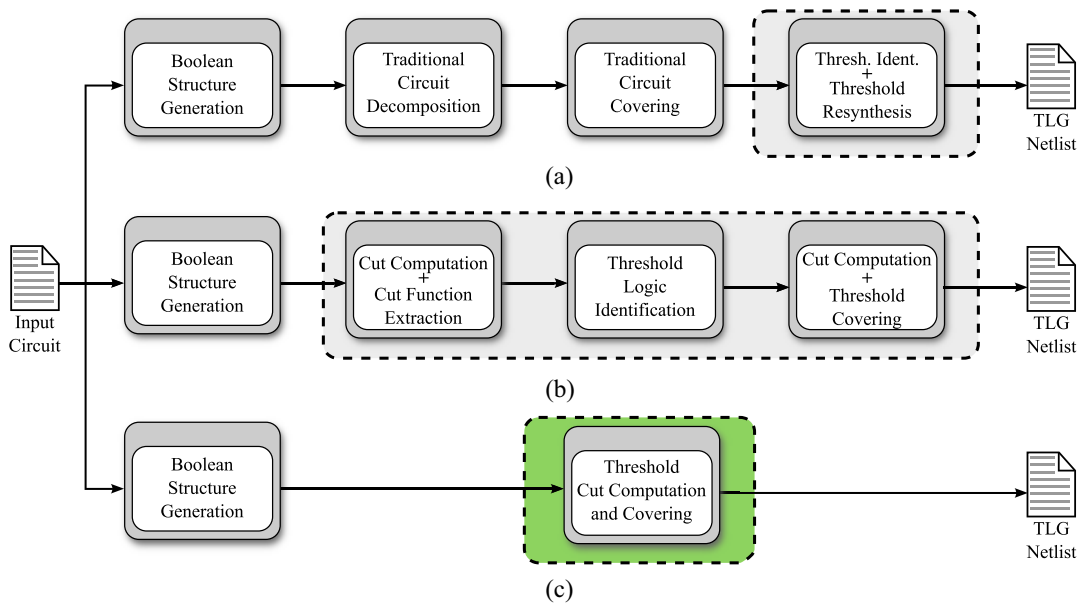 Boolean
Structure
Generation
Traditional
Circuit
Decomposition
Traditional
Circuit
Covering
Thresh. Ident.
+
Threshold
Resynthesis
TLG
Netlist
(a)
Input
Circuit
Boolean
Structure
Generation
Cut Computation
+
Cut Function
Extraction
Threshold
Logic
Identification
Cut Computation
+
Threshold
Covering
TLG
Netlist
(b)
Boolean
Structure
Generation
Threshold
Cut Computation
and Covering
TLG
Netlist
(c)